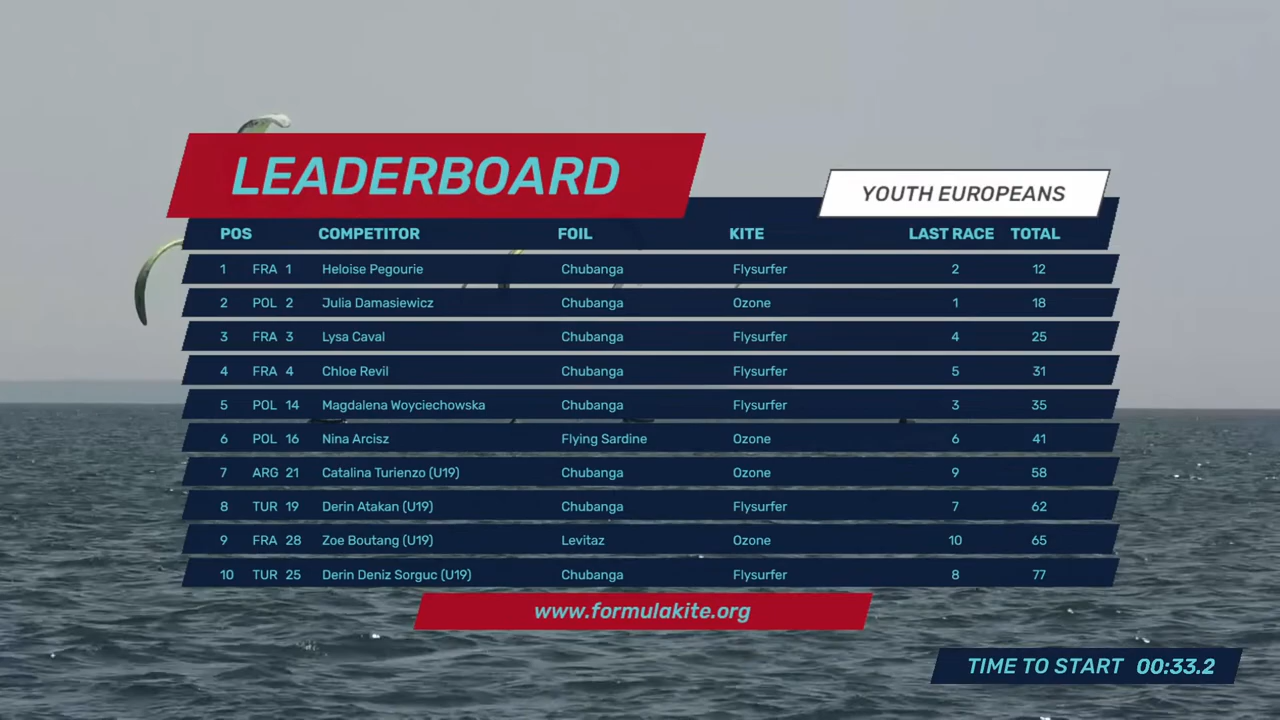 LEADERBOARD
YOUTH EUROPEANS
POS COMPETITOR FOIL KITE LAST RACE TOTAL
1 FRA 1 Heloise Pegourie Chubanga Flysurfer 2 12
2 POL 2 Julia Damasiewicz Chubanga Ozone 1 18
3 FRA 3 Lysa Caval Chubanga Flysurfer 4 25
4 FRA 4 Chloe Revil Chubanga Flysurfer 5 31
5 POL 14 Magdalena Woyciechowska Chubanga Flysurfer 3 35
6 POL 16 Nina Arcisz Flying Sardine Ozone 6 41
7 ARG 21 Catalina Turienzo (U19) Chubanga Ozone 9 58
8 TUR 19 Derin Atakan (U19) Chubanga Flysurfer 7 62
9 FRA 28 Zoe Boutang (U19) Levitaz Ozone 10 65
10 TUR 25 Derin Deniz Sorguc (U19) Chubanga Flysurfer 8 77
www.formulakite.org
TIME TO START 00:33.2